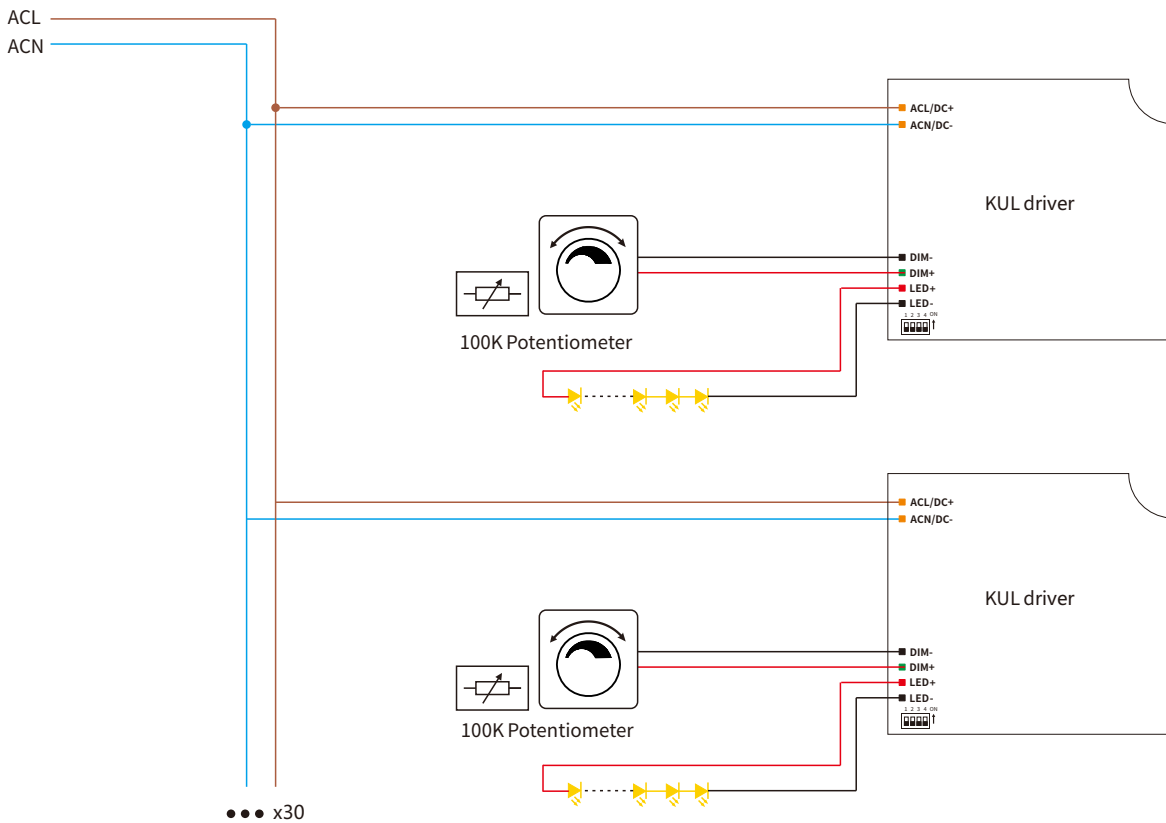 ACL
ACN
ACL/DC+
ACN/DC-
KUL driver
DIM-
DIM+
LED+
LED-
1 2 3 4 ON
100K Potentiometer
ACL/DC+
ACN/DC-
KUL driver
DIM-
DIM+
LED+
LED-
1 2 3 4 ON
100K Potentiometer
••• x30